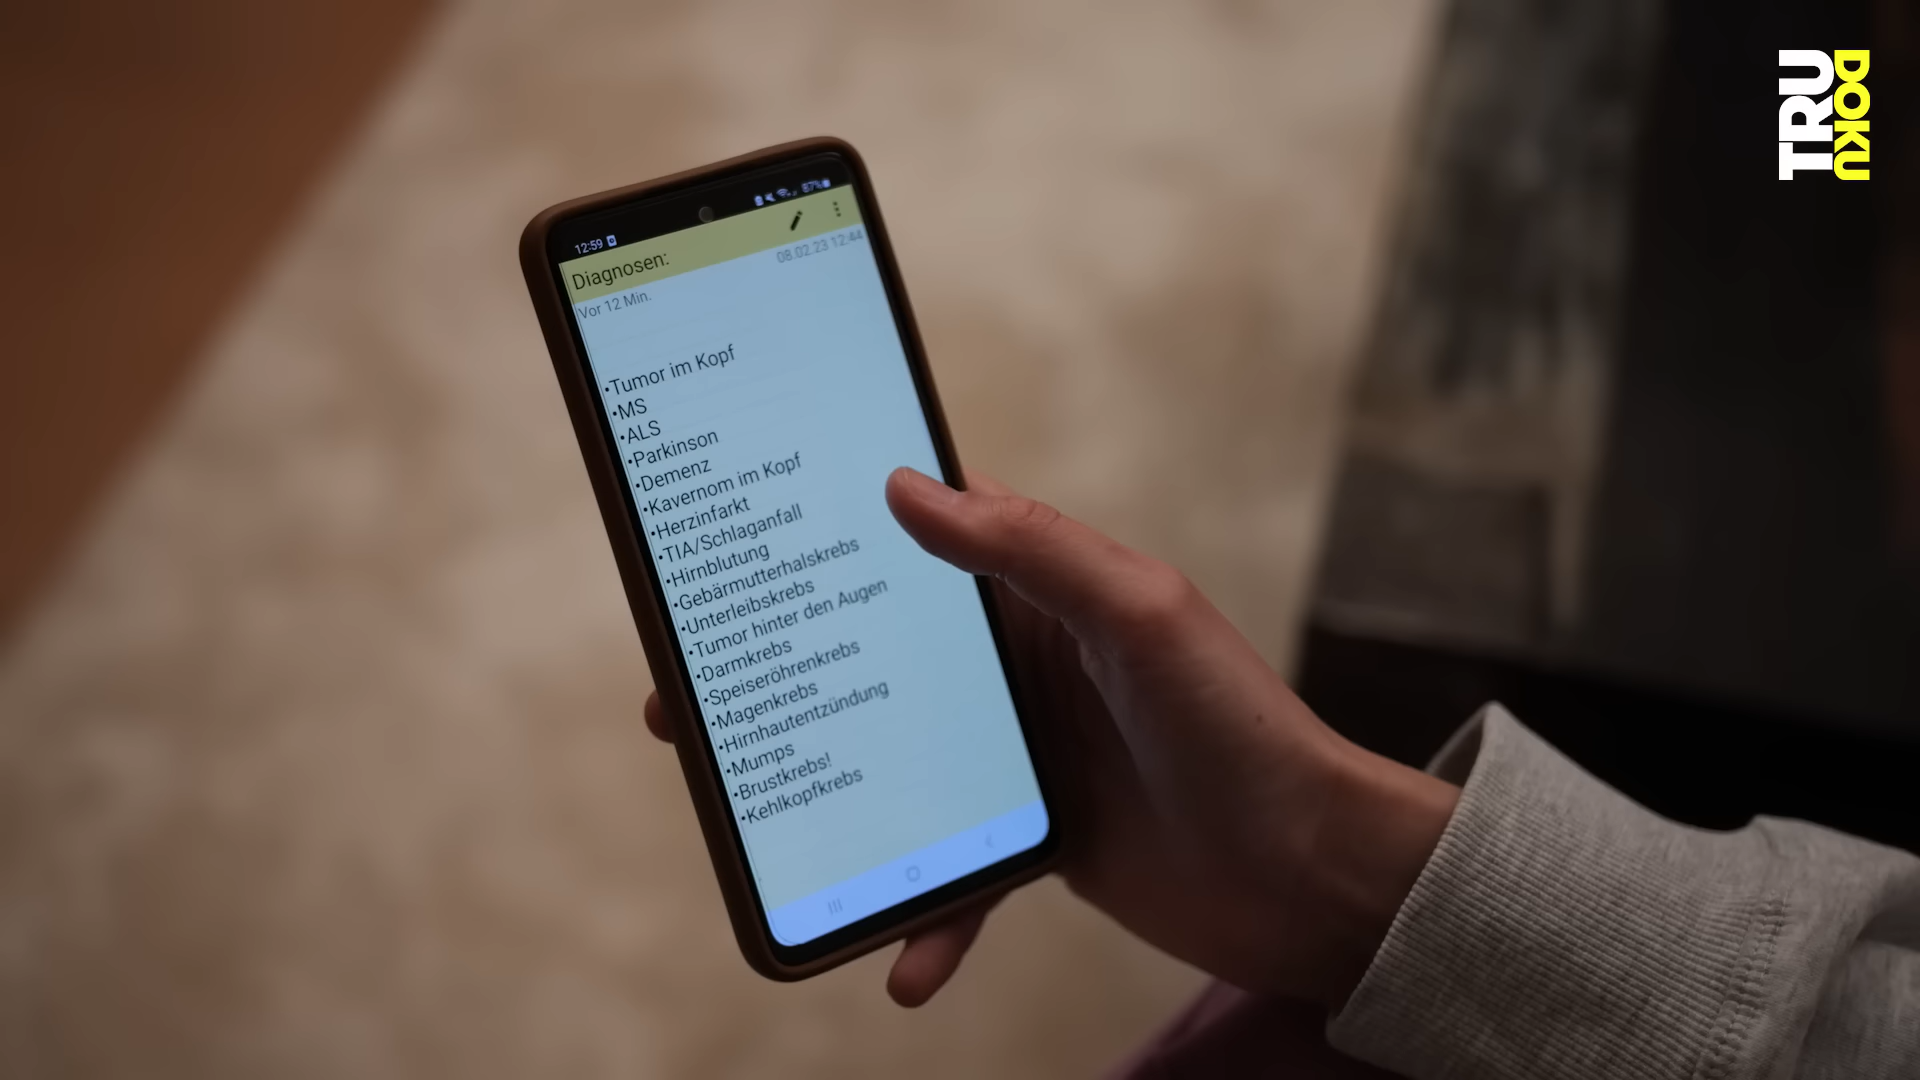 TRU
DOKU
12:59
87%
Diagnosen:
08.02.23 12:44
Vor 12 Min.
•Tumor im Kopf
•MS
•ALS
•Parkinson
•Demenz
•Kavernom im Kopf
•Herzinfarkt
•TIA/Schlaganfall
•Hirnblutung
•Gebärmutterhalskrebs
•Unterleibskrebs
•Tumor hinter den Augen
•Darmkrebs
•Speiseröhrenkrebs
•Magenkrebs
•Hirnhautentzündung
•Mumps
•Brustkrebs!
•Kehlkopfkrebs